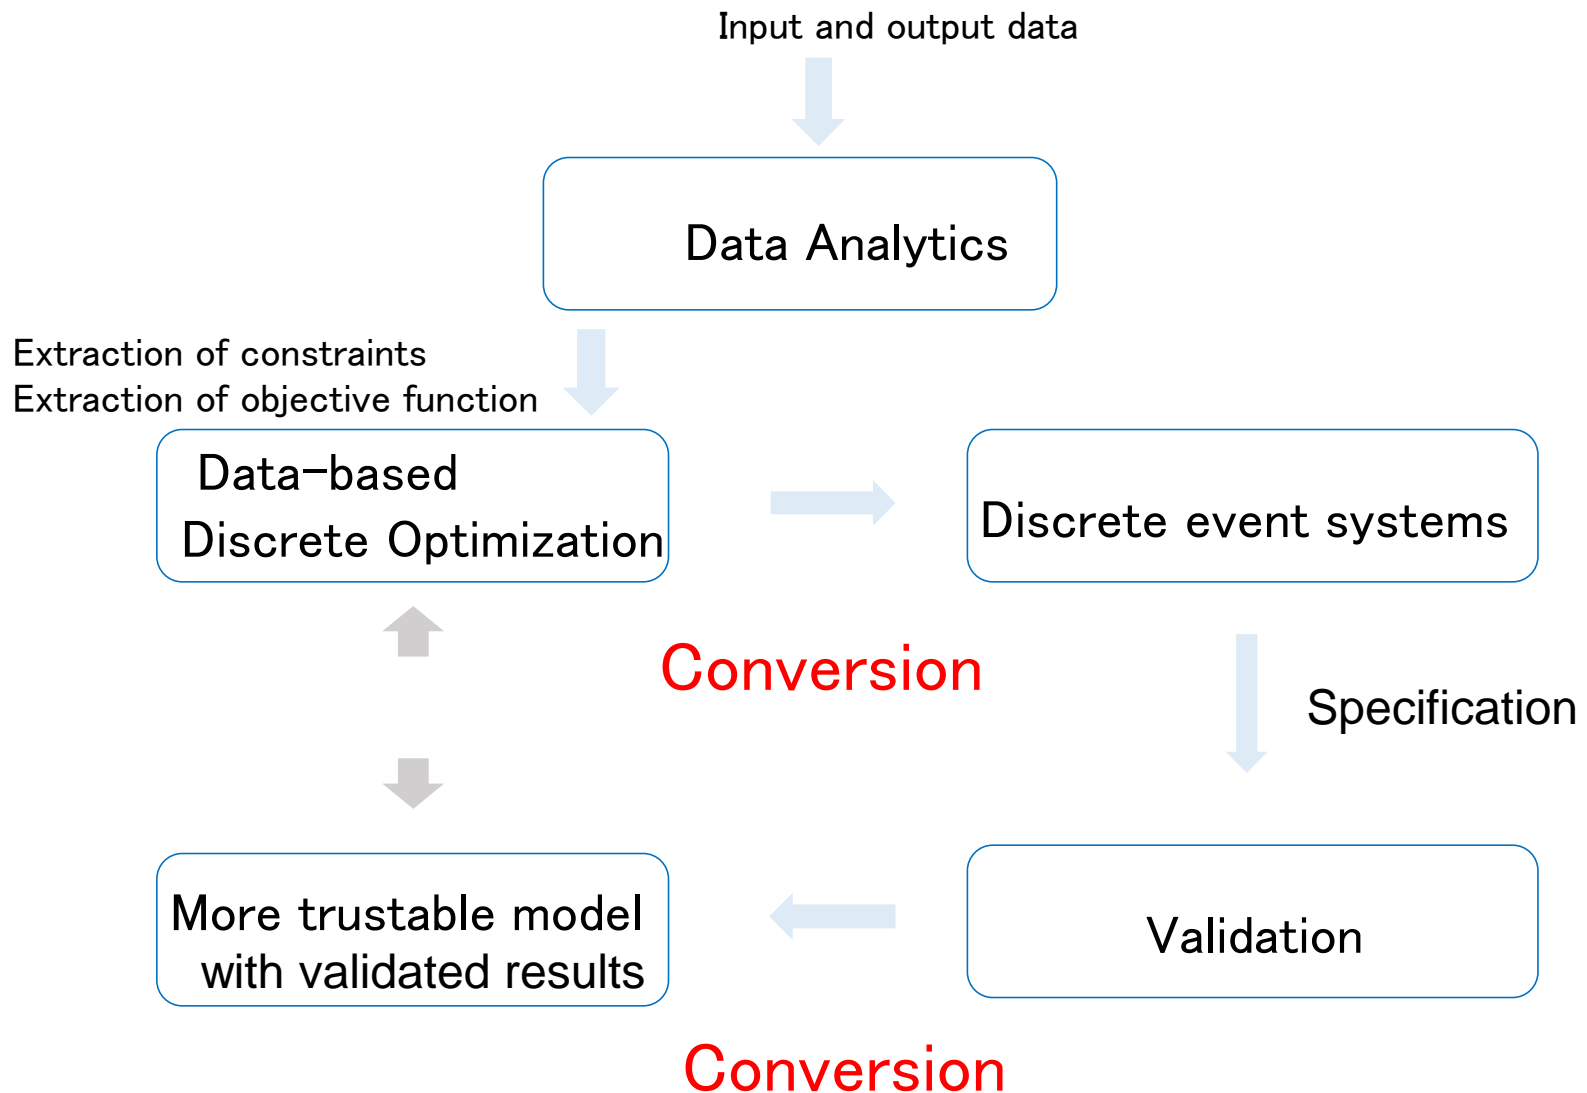 Input and output data
Data Analytics
Extraction of constraints
Extraction of objective function
Data-based
Discrete Optimization
Discrete event systems
Conversion
Specification
More trustable model
with validated results
Validation
Conversion